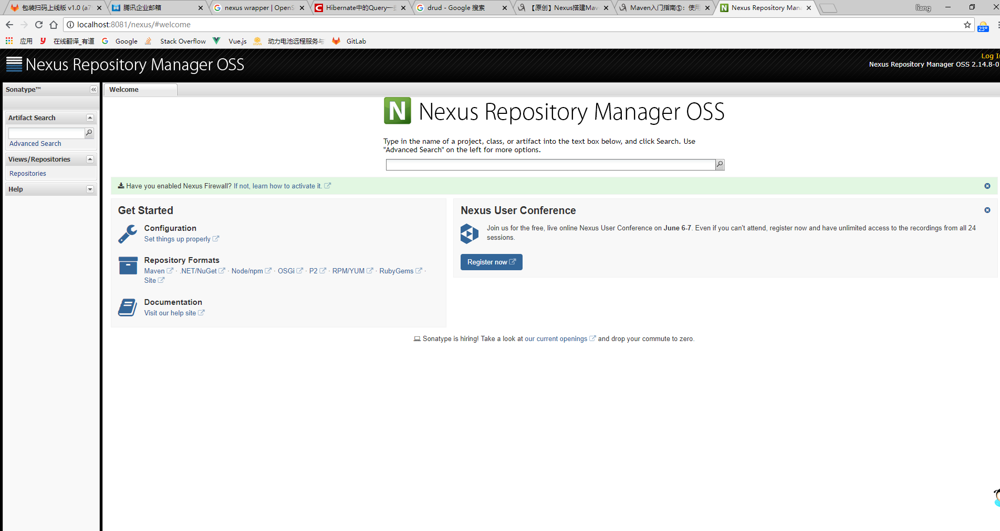 包装扫码上线版 v1.0 (a7
腾讯企业邮箱
nexus wrapper | OpenS
Hibernate中的Query一些
drud - Google 搜索
【原创】Nexus搭建Mav
Maven入门指南⑤：使用
Nexus Repository Mana
liang
localhost:8081/nexus/#welcome
23°
应用
在线翻译_有道
Google
Stack Overflow
Vue.js
动力电池远程服务与
GitLab
Nexus Repository Manager OSS
Log I
Nexus Repository Manager OSS 2.14.8-0
Sonatype™
Welcome
Artifact Search
Advanced Search
Views/Repositories
Repositories
Help
N Nexus Repository Manager OSS
Type in the name of a project, class, or artifact into the text box below, and click Search. Use
"Advanced Search" on the left for more options.
Have you enabled Nexus Firewall? If not, learn how to activate it.
Get Started
Configuration
Set things up properly
Repository Formats
Maven · .NET/NuGet · Node/npm · OSGi · P2 · RPM/YUM · RubyGems ·
Site
Documentation
Visit our help site
Nexus User Conference
Join us for the free, live online Nexus User Conference on June 6-7. Even if you can't attend, register now and have unlimited access to the recordings from all 24
sessions.
Register now
Sonatype is hiring! Take a look at our current openings and drop your commute to zero.